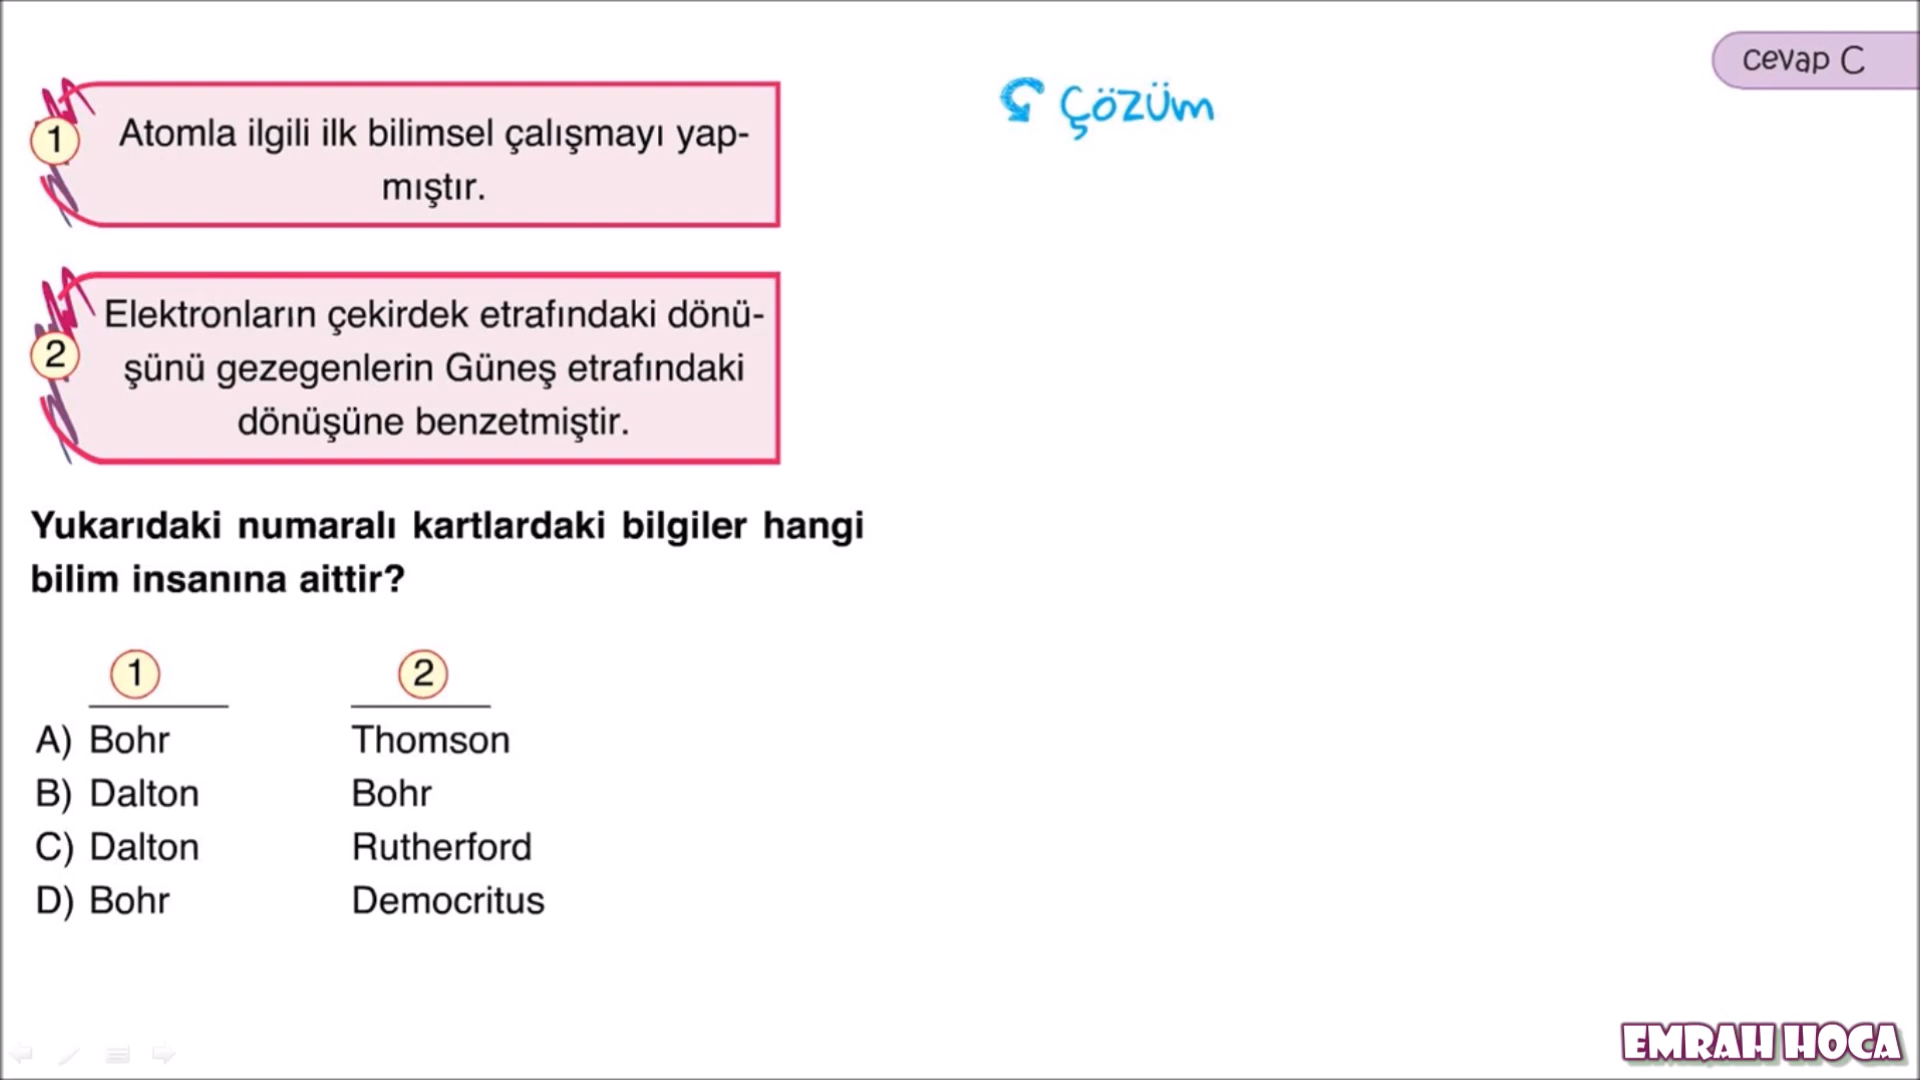 cevap C
Çözüm
1
Atomla ilgili ilk bilimsel çalışmayı yap-
mıştır.
2
Elektronların çekirdek etrafındaki dönü-
şünü gezegenlerin Güneş etrafındaki
dönüşüne benzetmiştir.
Yukarıdaki numaralı kartlardaki bilgiler hangi
bilim insanına aittir?
1 2
A) Bohr Thomson
B) Dalton Bohr
C) Dalton Rutherford
D) Bohr Democritus
EMRAH HOCA